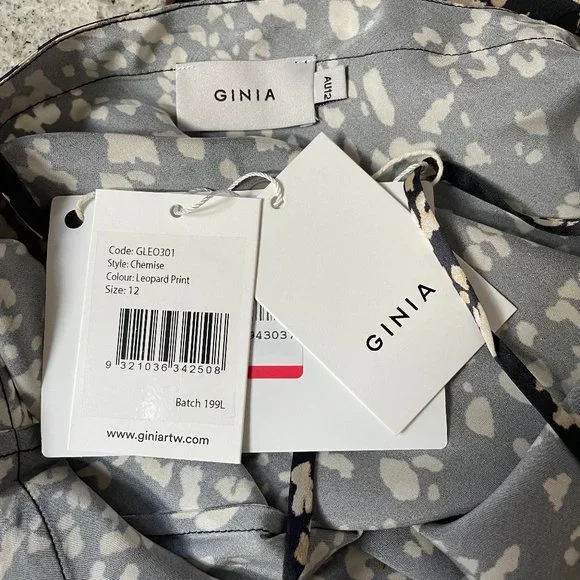 GINIA
AU12
Code: GLEO301
Style: Chemise
Colour: Leopard Print
Size: 12
9 321036 342508
Batch 199L
www.giniartw.com
94303
GINIA